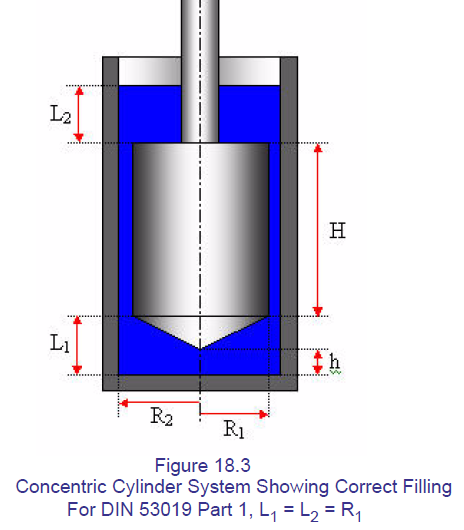 L2
H
L1
h
R2
R1
Figure 18.3
Concentric Cylinder System Showing Correct Filling
For DIN 53019 Part 1, L1 = L2 = R1